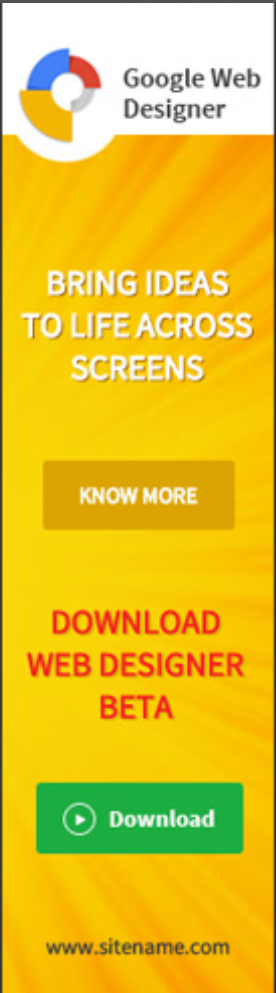 Google Web
Designer
BRING IDEAS
TO LIFE ACROSS
SCREENS
KNOW MORE
DOWNLOAD
WEB DESIGNER
BETA
Download
www.sitename.com